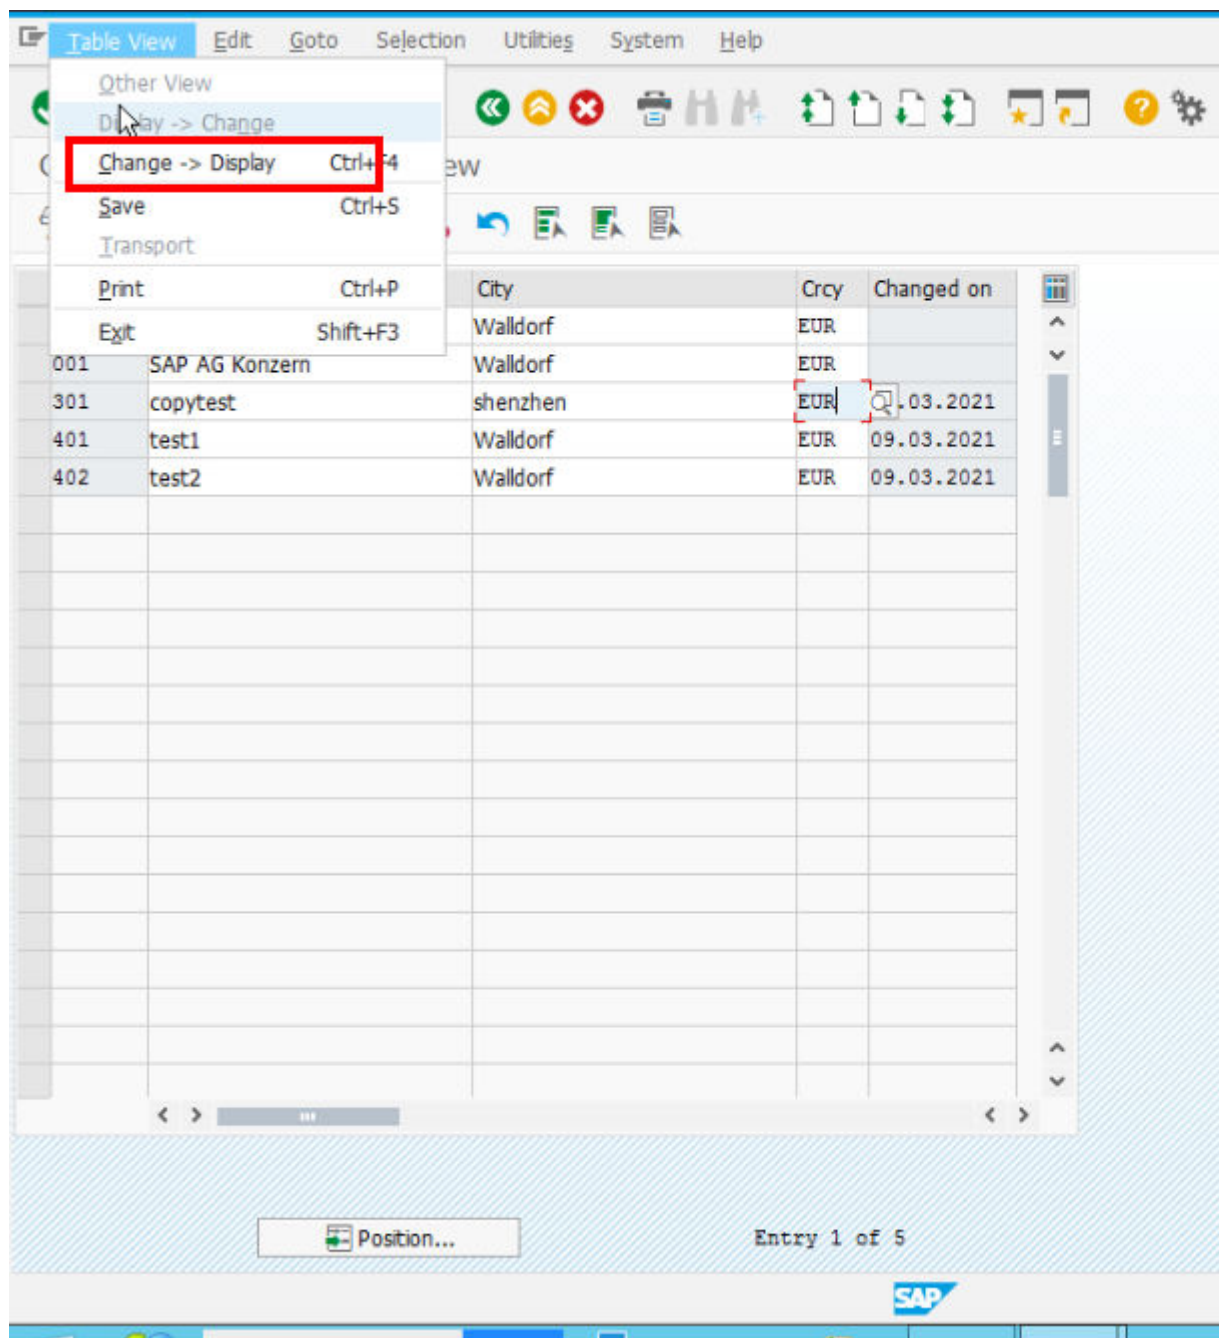 Table View Edit Goto Selection Utilities System Help
Other View
Display -> Change
Change -> Display Ctrl+F4
ew
Save Ctrl+S
Transport
Print Ctrl+P
Exit Shift+F3
City Crcy Changed on
Walldorf EUR
001 SAP AG Konzern Walldorf EUR
301 copytest shenzhen EUR .03.2021
401 test1 Walldorf EUR 09.03.2021
402 test2 Walldorf EUR 09.03.2021
Position...
Entry 1 of 5
SAP